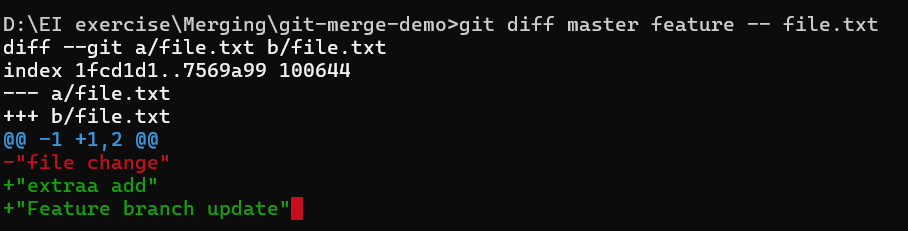 D:\EI exercise\Merging\git-merge-demo>git diff master feature -- file.txt
diff --git a/file.txt b/file.txt
index 1fcd1d1..7569a99 100644
--- a/file.txt
+++ b/file.txt
@@ -1 +1,2 @@
-"file change"
+"extraa add"
+"Feature branch update"